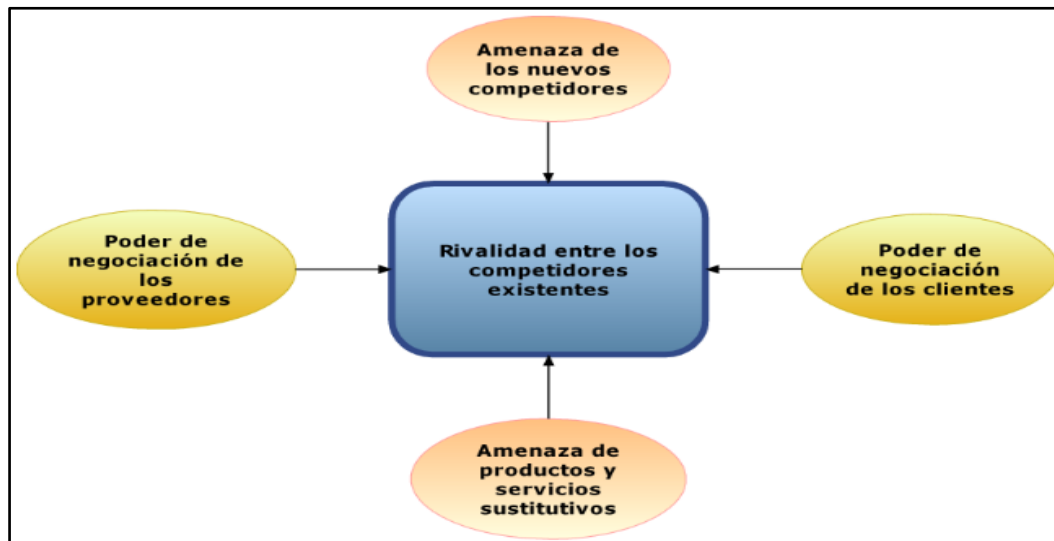 Amenaza de
los nuevos
competidores
Poder de
negociación de
los
proveedores
Rivalidad entre los
competidores
existentes
Poder de
negociación
de los clientes
Amenaza de
productos y
servicios
sustitutivos